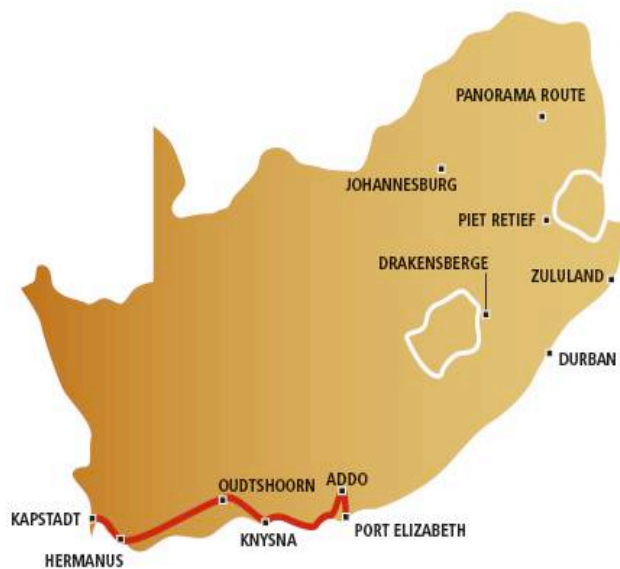 PANORAMA ROUTE
JOHANNESBURG
PIET RETIEF
DRAKENSBERGE
ZULULAND
DURBAN
ADDO
OUDTSHOORN
KAPSTADT
PORT ELIZABETH
KNYSNA
HERMANUS